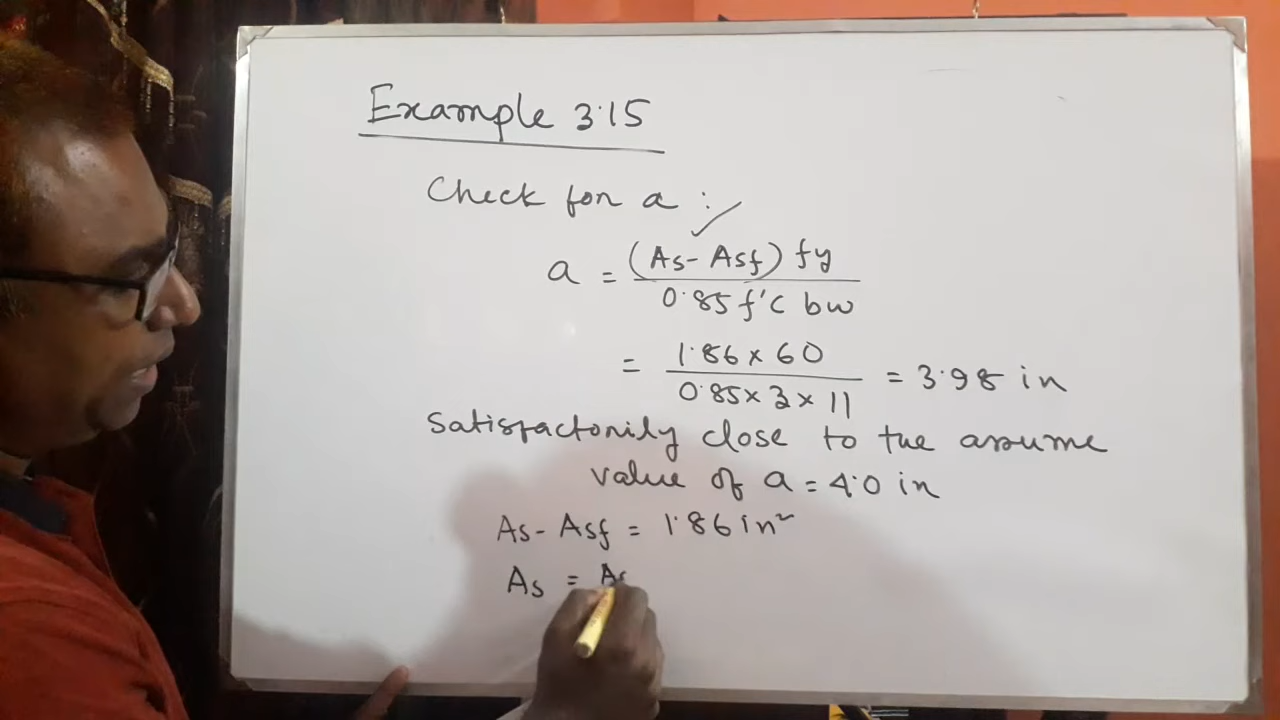 Example 3.15
Check for a :
a = (As - Asf) fy / 0.85 f'c bw
= 1.86 x 60 / 0.85 x 3 x 11 = 3.98 in
Satisfactorily close to the assume
value of a = 4.0 in
As - Asf = 1.86 in²
As = As